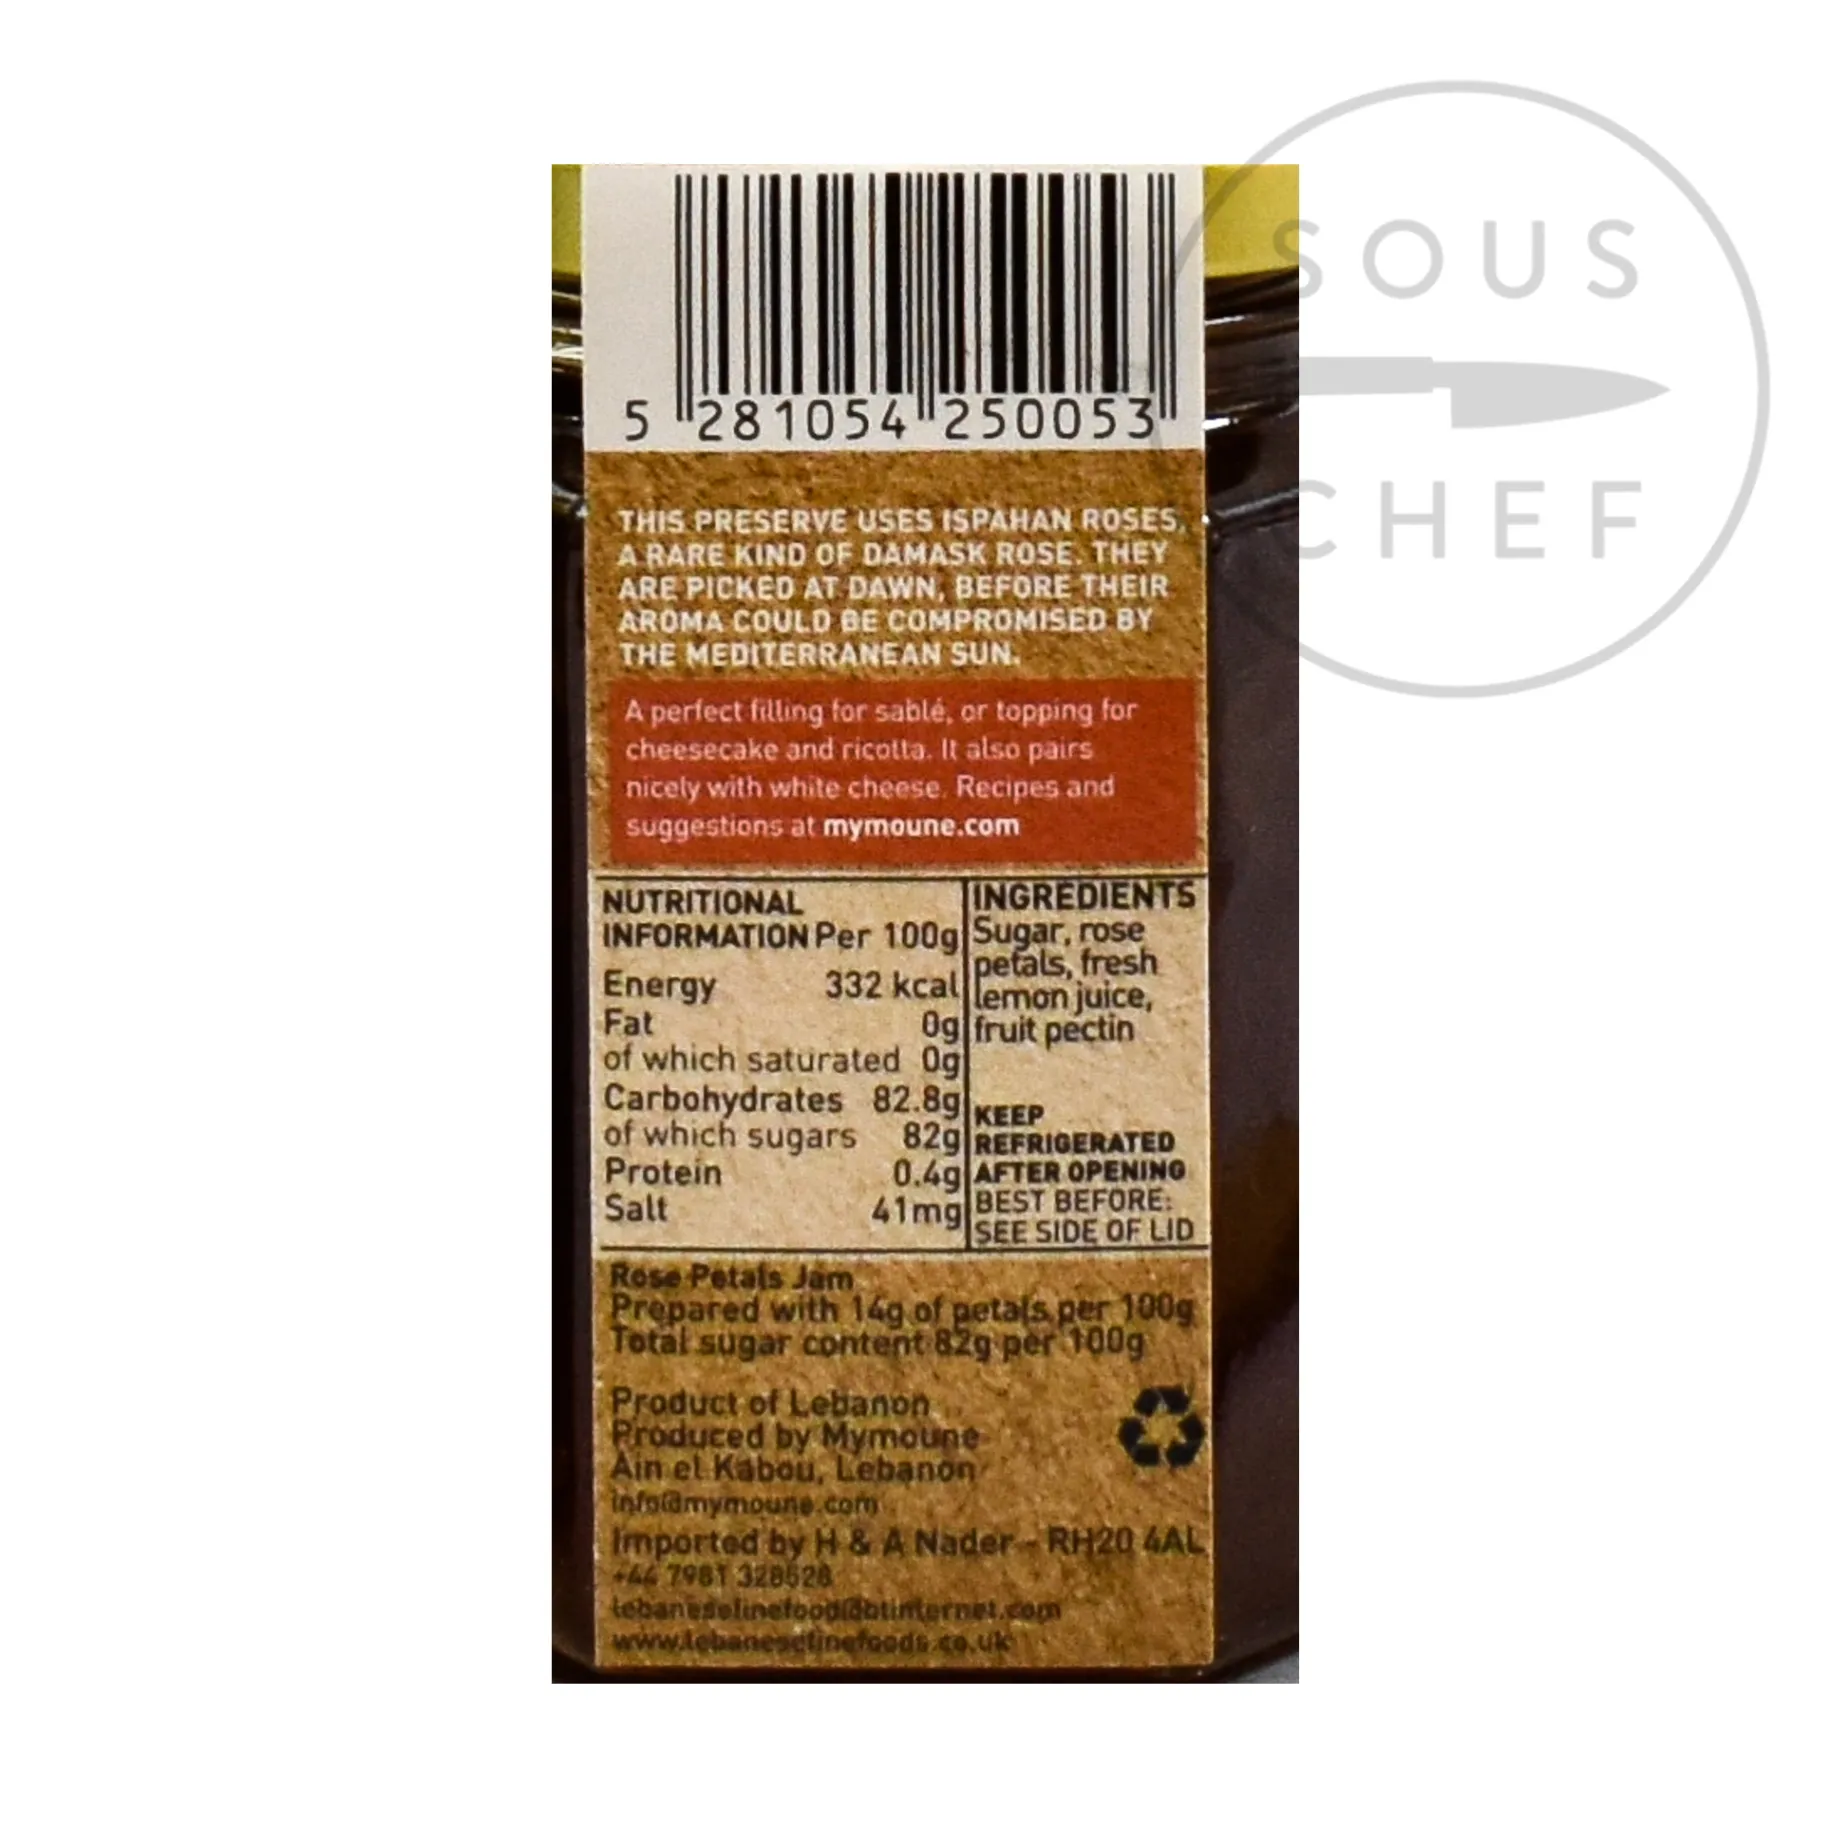 SOUS
CHEF
5 281054 250053
THIS PRESERVE USES ISPAHAN ROSES,
A RARE KIND OF DAMASK ROSE. THEY
ARE PICKED AT DAWN, BEFORE THEIR
AROMA COULD BE COMPROMISED BY
THE MEDITERRANEAN SUN.
A perfect filling for sablé, or topping for
cheesecake and ricotta. It also pairs
nicely with white cheese. Recipes and
suggestions at mymoune.com
NUTRITIONAL
INFORMATION Per 100g
Energy 332 kcal
Fat 0g
of which saturated 0g
Carbohydrates 82.8g
of which sugars 82g
Protein 0.4g
Salt 41mg
INGREDIENTS
Sugar, rose
petals, fresh
lemon juice,
fruit pectin
KEEP
REFRIGERATED
AFTER OPENING
BEST BEFORE:
SEE SIDE OF LID
Rose Petals Jam
Prepared with 14g of petals per 100g
Total sugar content 82g per 100g
Product of Lebanon
Produced by Mymoune
Ain el Kabou, Lebanon
info@mymoune.com
Imported by H & A Nader - RH20 4AL
+44 7981 328528
lebanesefinefood@btinternet.com
www.lebanesefinefoods.co.uk